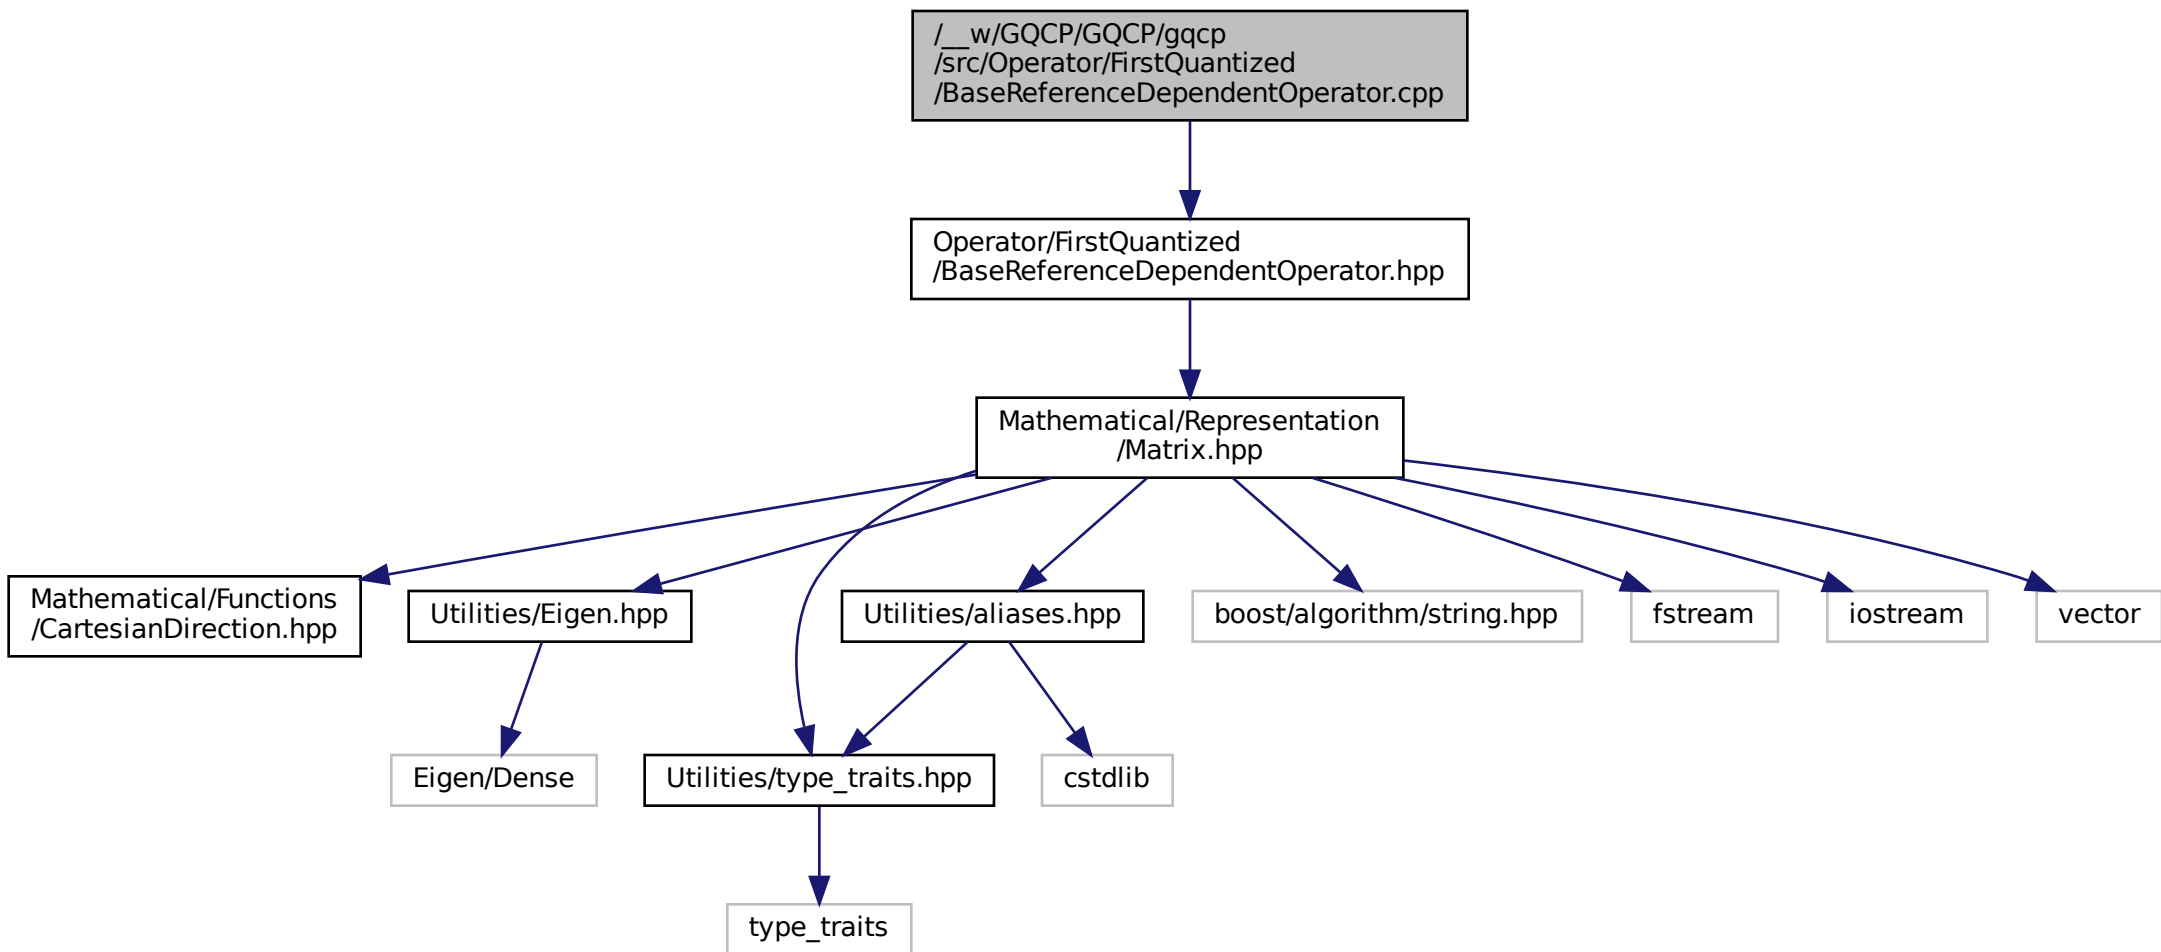 /__w/GQCP/GQCP/gqcp
/src/Operator/FirstQuantized
/BaseReferenceDependentOperator.cpp
Operator/FirstQuantized
/BaseReferenceDependentOperator.hpp
Mathematical/Representation
/Matrix.hpp
Mathematical/Functions
/CartesianDirection.hpp
Utilities/Eigen.hpp
Utilities/aliases.hpp
boost/algorithm/string.hpp
fstream
iostream
vector
Eigen/Dense
Utilities/type_traits.hpp
cstdlib
type_traits